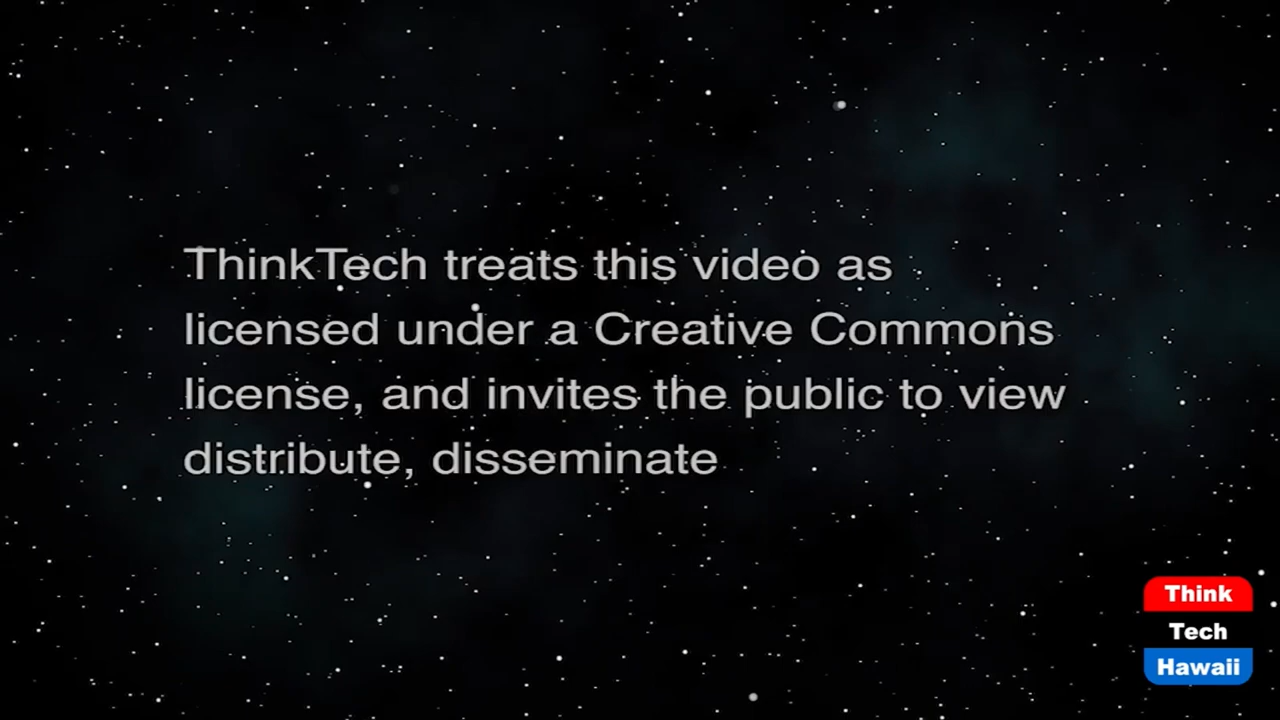 ThinkTech treats this video as
licensed under a Creative Commons
license, and invites the public to view
distribute, disseminate
Think
Tech
Hawaii